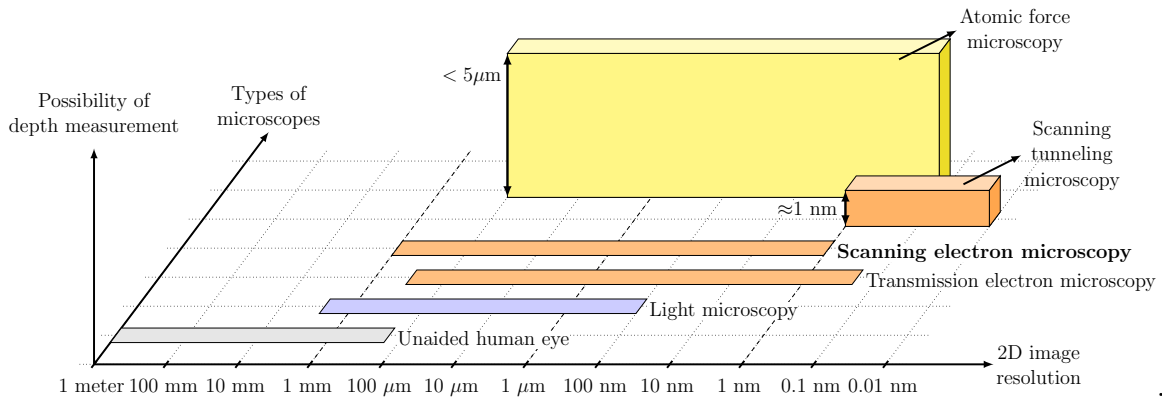 Atomic force
microscopy
< 5μm
Possibility of
depth measurement
Types of
microscopes
Scanning
tunneling
microscopy
≈1 nm
Scanning electron microscopy
Transmission electron microscopy
Light microscopy
Unaided human eye
2D image
resolution
1 meter 100 mm 10 mm 1 mm 100 μm 10 μm 1 μm 100 nm 10 nm 1 nm 0.1 nm 0.01 nm
.